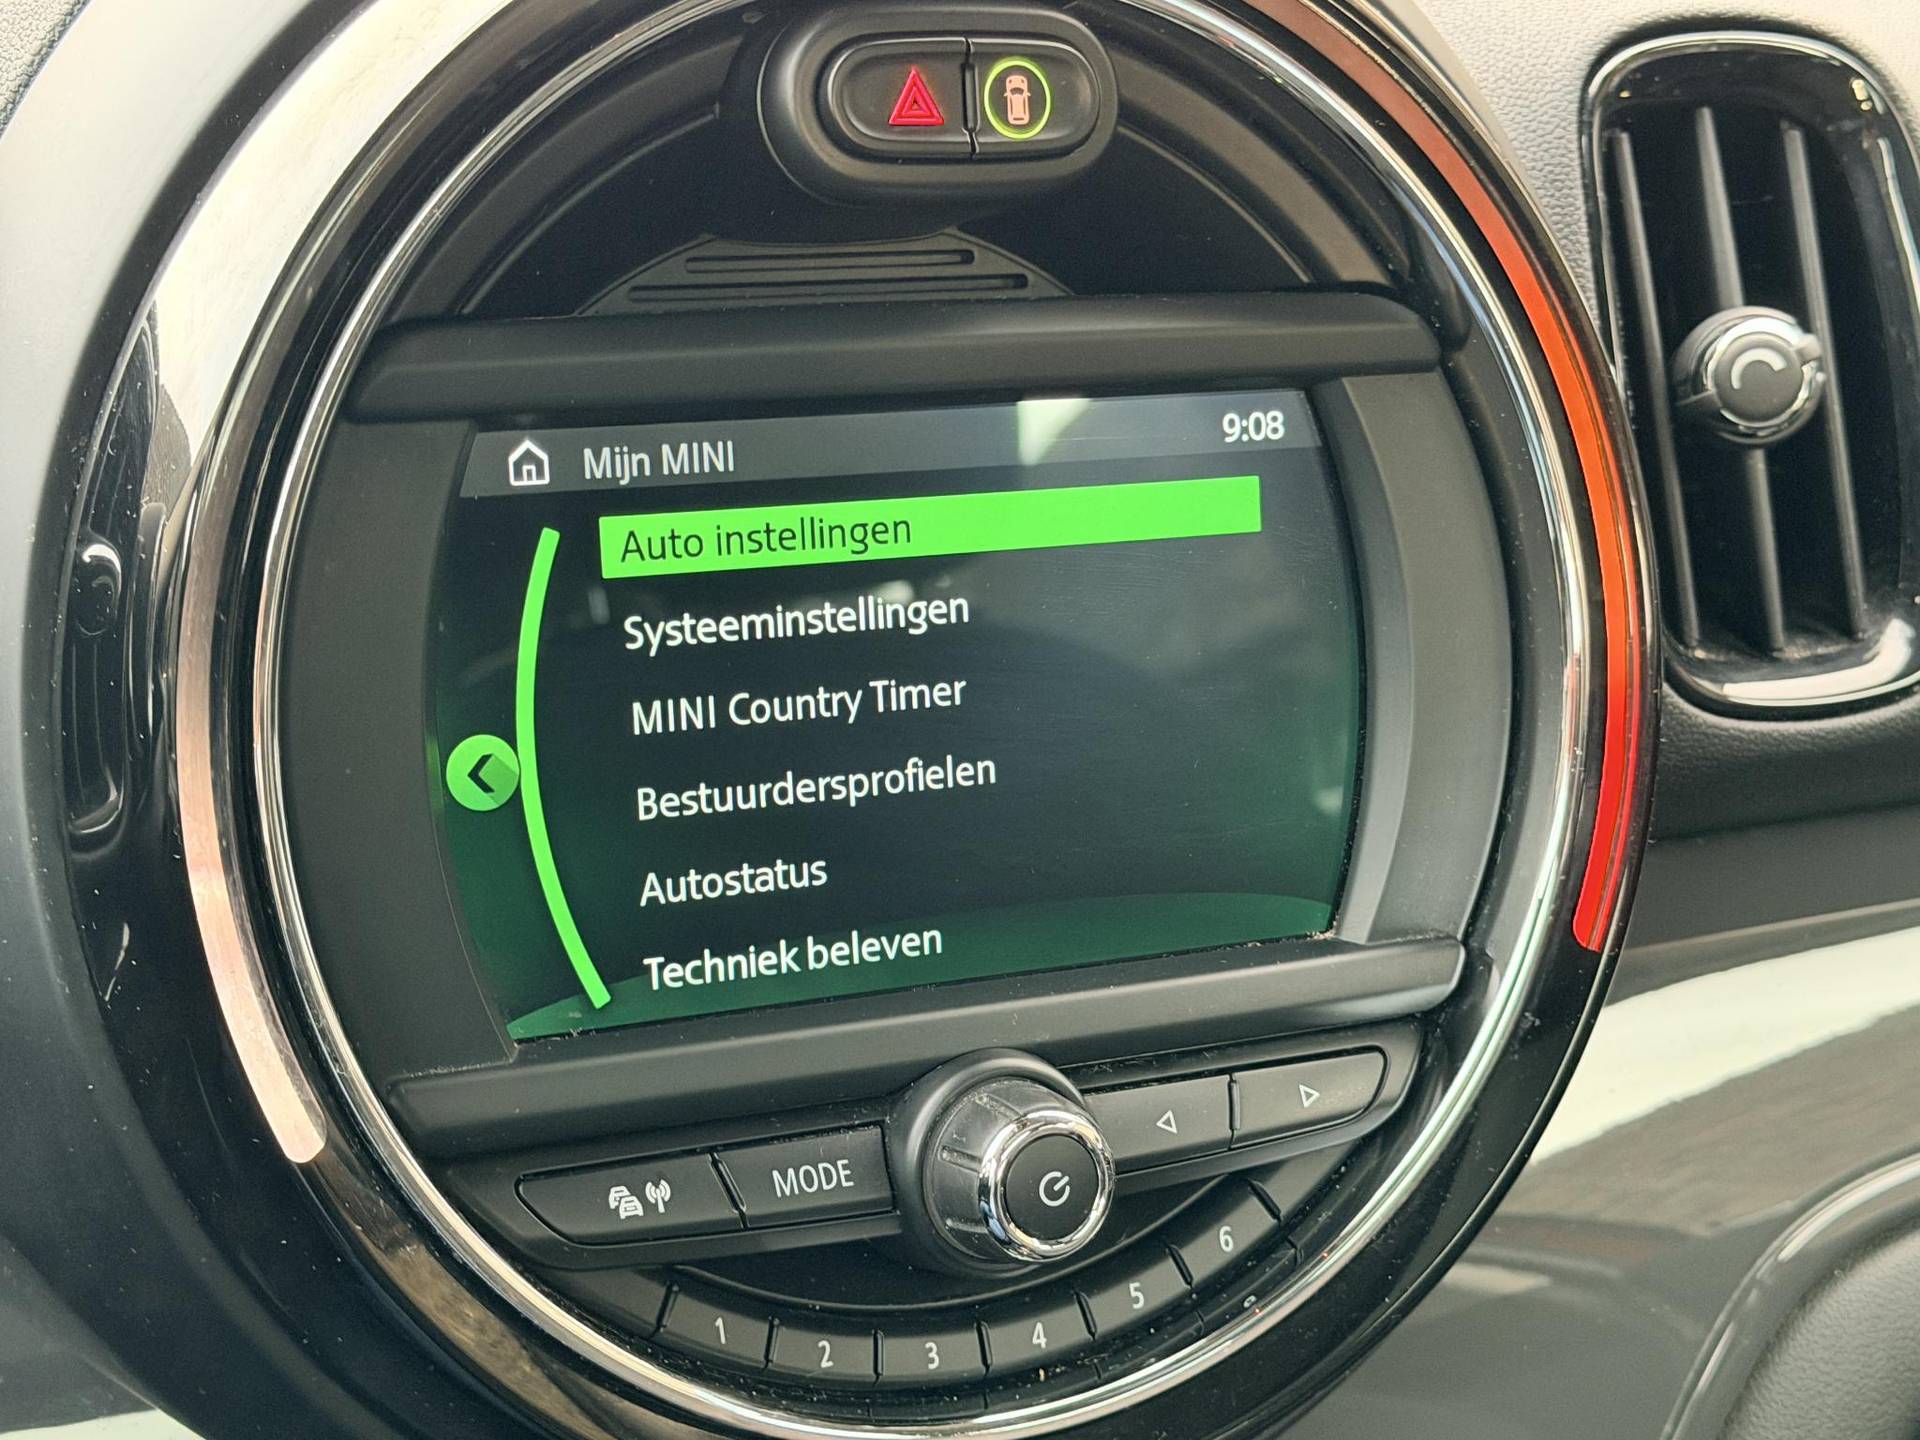 Mijn MINI 9:08
Auto instellingen
Systeeminstellingen
MINI Country Timer
Bestuurdersprofielen
Autostatus
Techniek beleven
MODE
1 2 3 4 5 6